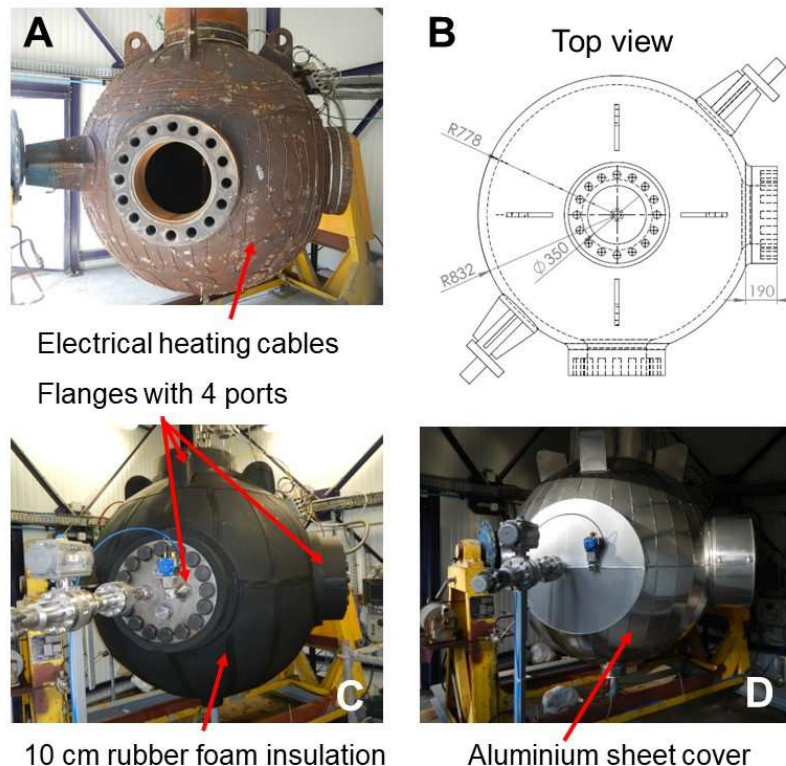 A
B
Top view
R778
R832
Φ350
190
Electrical heating cables
Flanges with 4 ports
C
D
10 cm rubber foam insulation
Aluminium sheet cover